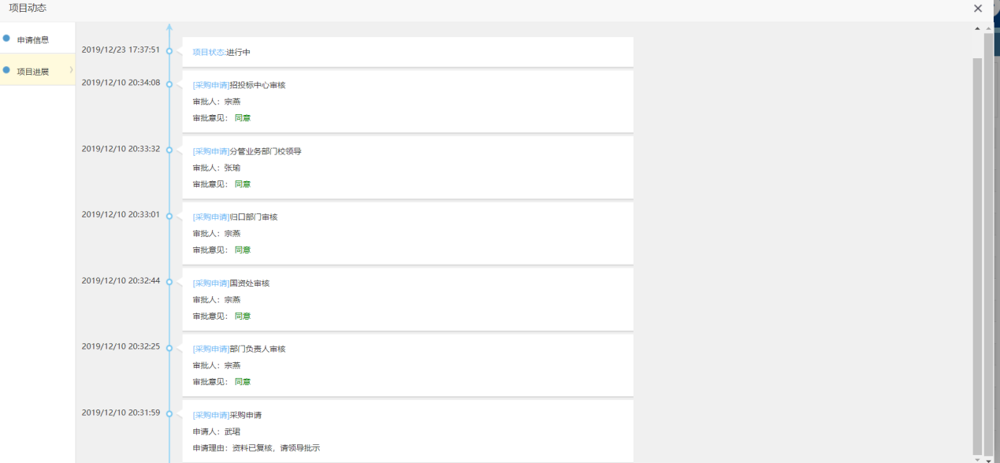 项目动态
申请信息
项目进展
2019/12/23 17:37:51
项目状态:进行中
2019/12/10 20:34:08
[采购申请]招投标中心审核
审批人：宗燕
审批意见： 同意
2019/12/10 20:33:32
[采购申请]分管业务部门校领导
审批人：张瑜
审批意见： 同意
2019/12/10 20:33:01
[采购申请]归口部门审核
审批人：宗燕
审批意见： 同意
2019/12/10 20:32:44
[采购申请]国资处审核
审批人：宗燕
审批意见： 同意
2019/12/10 20:32:25
[采购申请]部门负责人审核
审批人：宗燕
审批意见： 同意
2019/12/10 20:31:59
[采购申请]采购申请
申请人：武珺
申请理由：资料已复核，请领导批示